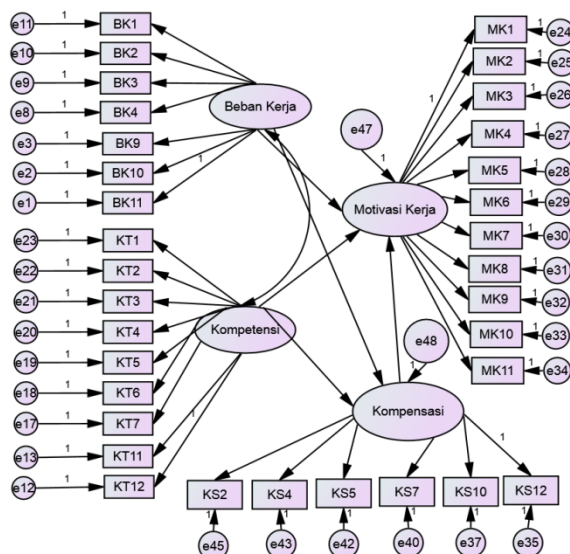 e11 1 BK1
e10 1 BK2
e9 1 BK3
e8 1 BK4
e3 1 BK9
e2 1 BK10
e1 1 BK11
1
Beban Kerja
e23 1 KT1
e22 1 KT2
e21 1 KT3
e20 1 KT4
e19 1 KT5
e18 1 KT6
e17 1 KT7
e13 1 KT11
e12 1 KT12
1
Kompetensi
e47
1
Motivasi Kerja
1
MK1 1 e24
MK2 1 e25
MK3 1 e26
MK4 1 e27
MK5 1 e28
MK6 1 e29
MK7 1 e30
MK8 1 e31
MK9 1 e32
MK10 1 e33
MK11 1 e34
e48
1
Kompensasi
1
KS2 KS4 KS5 KS7 KS10 KS12
1 1 1 1 1 1
e45 e43 e42 e40 e37 e35